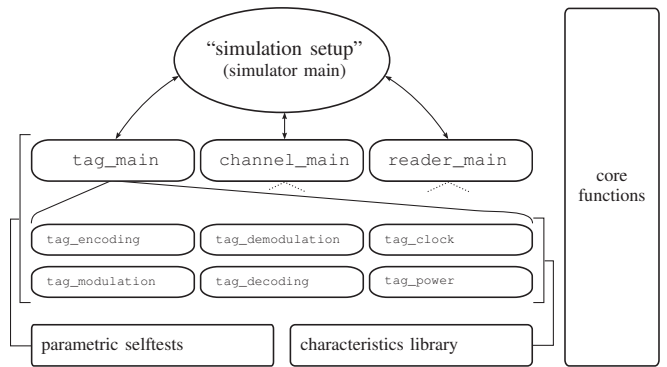 “simulation setup”
(simulator main)
tag_main
channel_main
reader_main
core
functions
tag_encoding
tag_demodulation
tag_clock
tag_modulation
tag_decoding
tag_power
parametric selftests
characteristics library